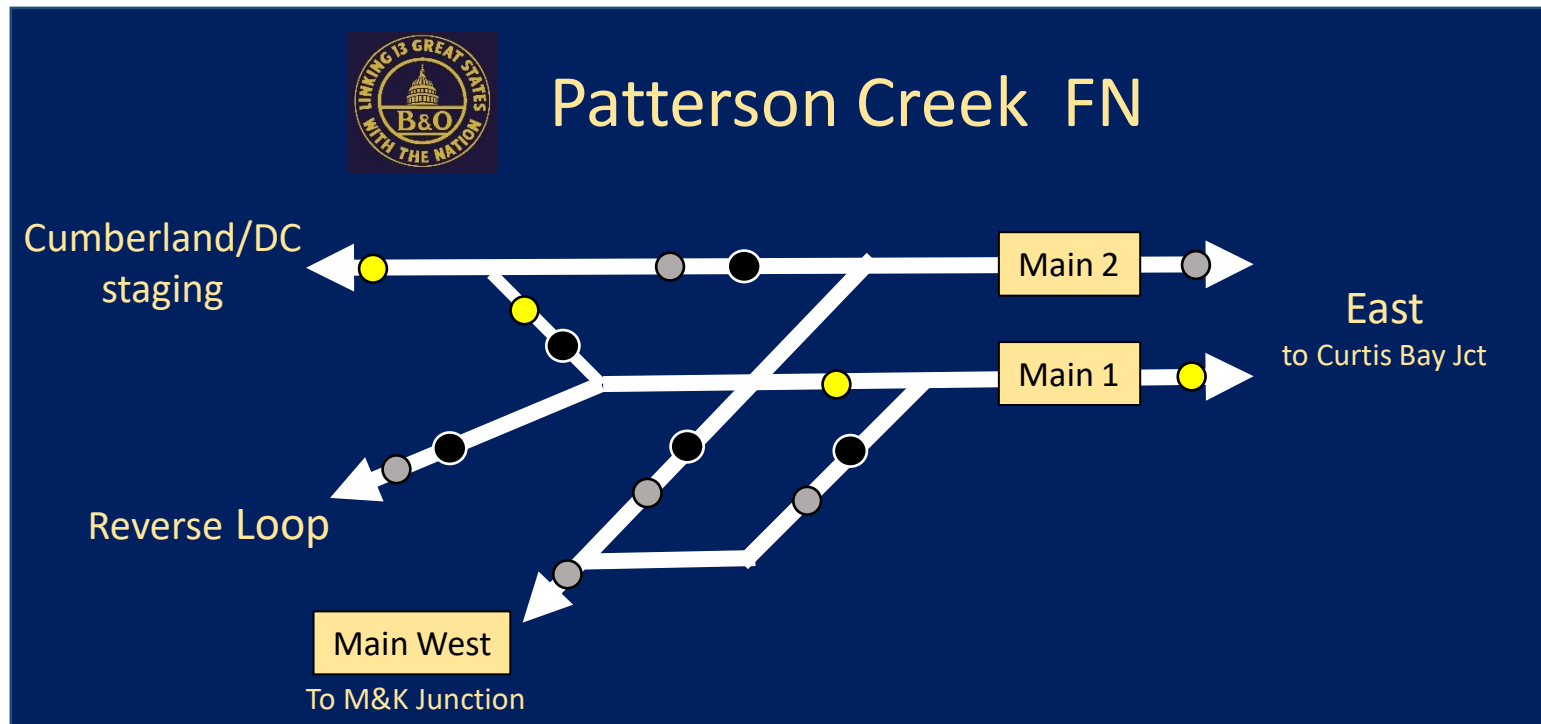 LINKING 13 GREAT STATES
B&O
WITH THE NATION
Patterson Creek FN
Cumberland/DC
staging
Main 2
East
to Curtis Bay Jct
Main 1
Reverse Loop
Main West
To M&K Junction